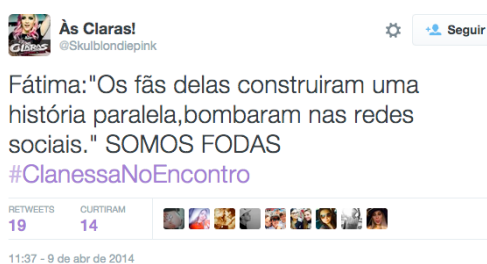 Às Claras!
@Skulblondiepink
Seguir
Fátima:"Os fãs delas construiram uma
história paralela,bombaram nas redes
sociais." SOMOS FODAS
#ClanessaNoEncontro
RETWEETS CURTIRAM
19 14
11:37 - 9 de abr de 2014